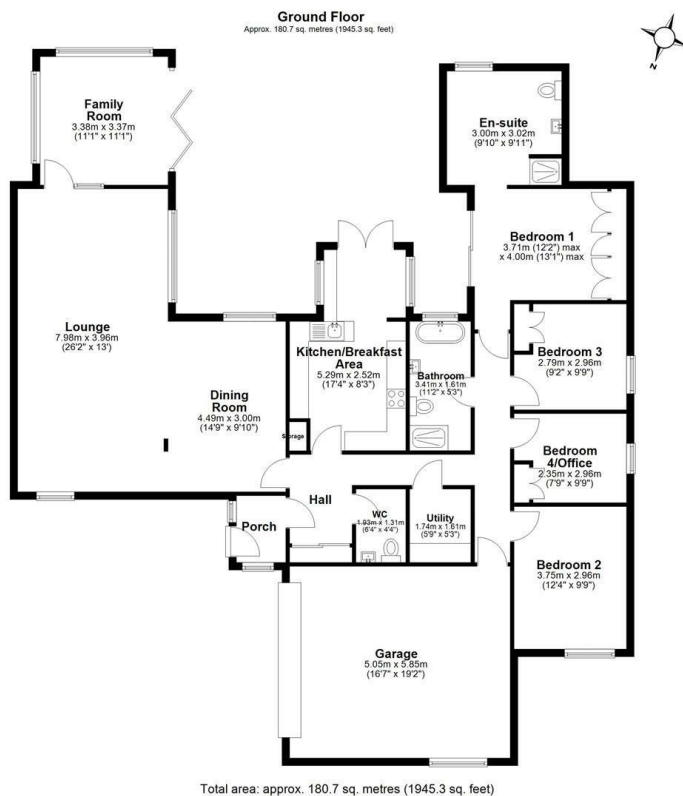 Ground Floor
Approx. 180.7 sq. metres (1945.3 sq. feet)
N
Family
Room
3.38m x 3.37m
(11'1" x 11'1")
En-suite
3.00m x 3.02m
(9'10" x 9'11")
Bedroom 1
3.71m (12'2") max
x 4.00m (13'1") max
Lounge
7.98m x 3.96m
(26'2" x 13')
Dining
Room
4.49m x 3.00m
(14'9" x 9'10")
Kitchen/Breakfast
Area
5.29m x 2.52m
(17'4" x 8'3")
Storage
Bathroom
3.41m x 1.61m
(11'2" x 5'3")
Bedroom 3
2.79m x 2.96m
(9'2" x 9'9")
Bedroom
4/Office
2.35m x 2.96m
(7'9" x 9'9")
Hall
Porch
WC
1.93m x 1.31m
(6'4" x 4'4")
Utility
1.74m x 1.61m
(5'9" x 5'3")
Bedroom 2
3.75m x 2.96m
(12'4" x 9'9")
Garage
5.05m x 5.85m
(16'7" x 19'2")
Total area: approx. 180.7 sq. metres (1945.3 sq. feet)